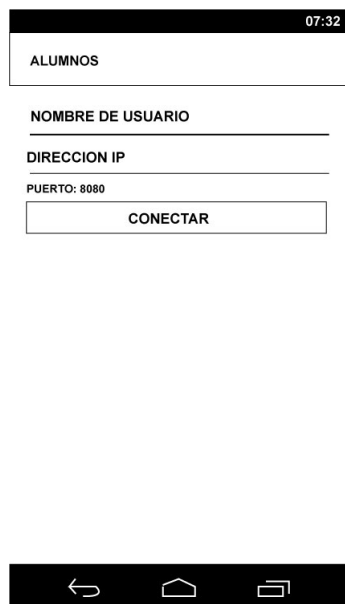 07:32
ALUMNOS
NOMBRE DE USUARIO
DIRECCION IP
PUERTO: 8080
CONECTAR